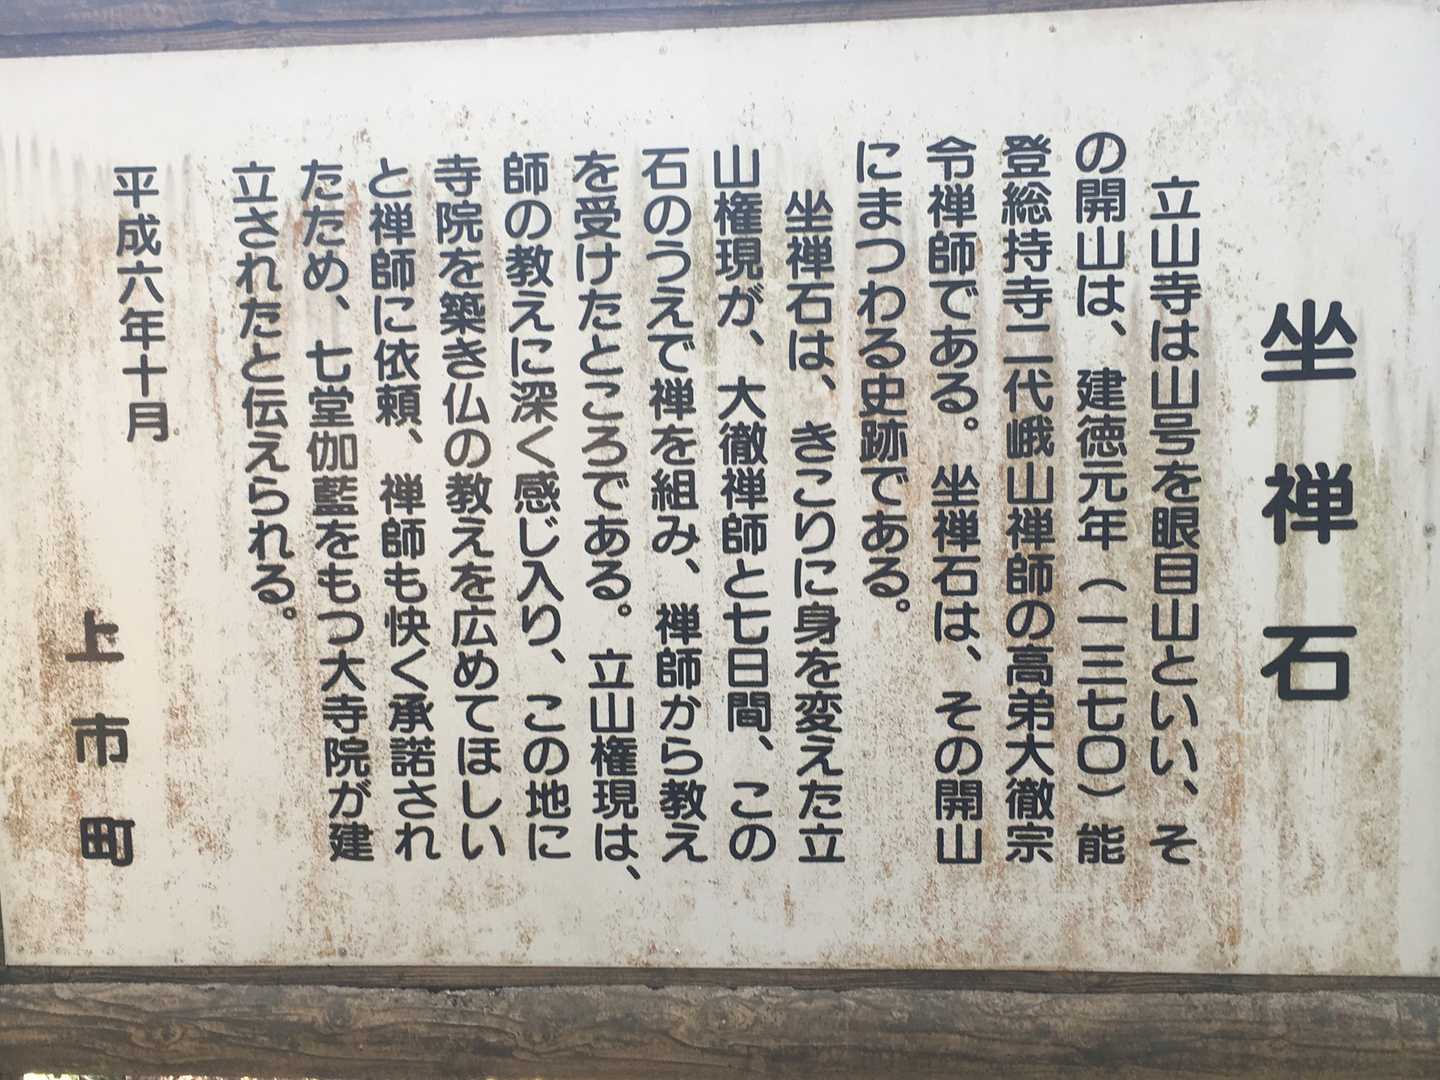 坐禅石
立山寺は山号を眼目山といい、そ
の開山は、建徳元年（一三七〇）能
登総持寺二代峨山禅師の高弟大徹宗
令禅師である。坐禅石は、その開山
にまつわる史跡である。
坐禅石は、きこりに身を変えた立
山権現が、大徹禅師と七日間、この
石のうえで禅を組み、禅師から教え
を受けたところである。立山権現は、
師の教えに深く感じ入り、この地に
寺院を築き仏の教えを広めてほしい
と禅師に依頼、禅師も快く承諾され
たため、七堂伽藍をもつ大寺院が建
立されたと伝えられる。
平成六年十月
上市町